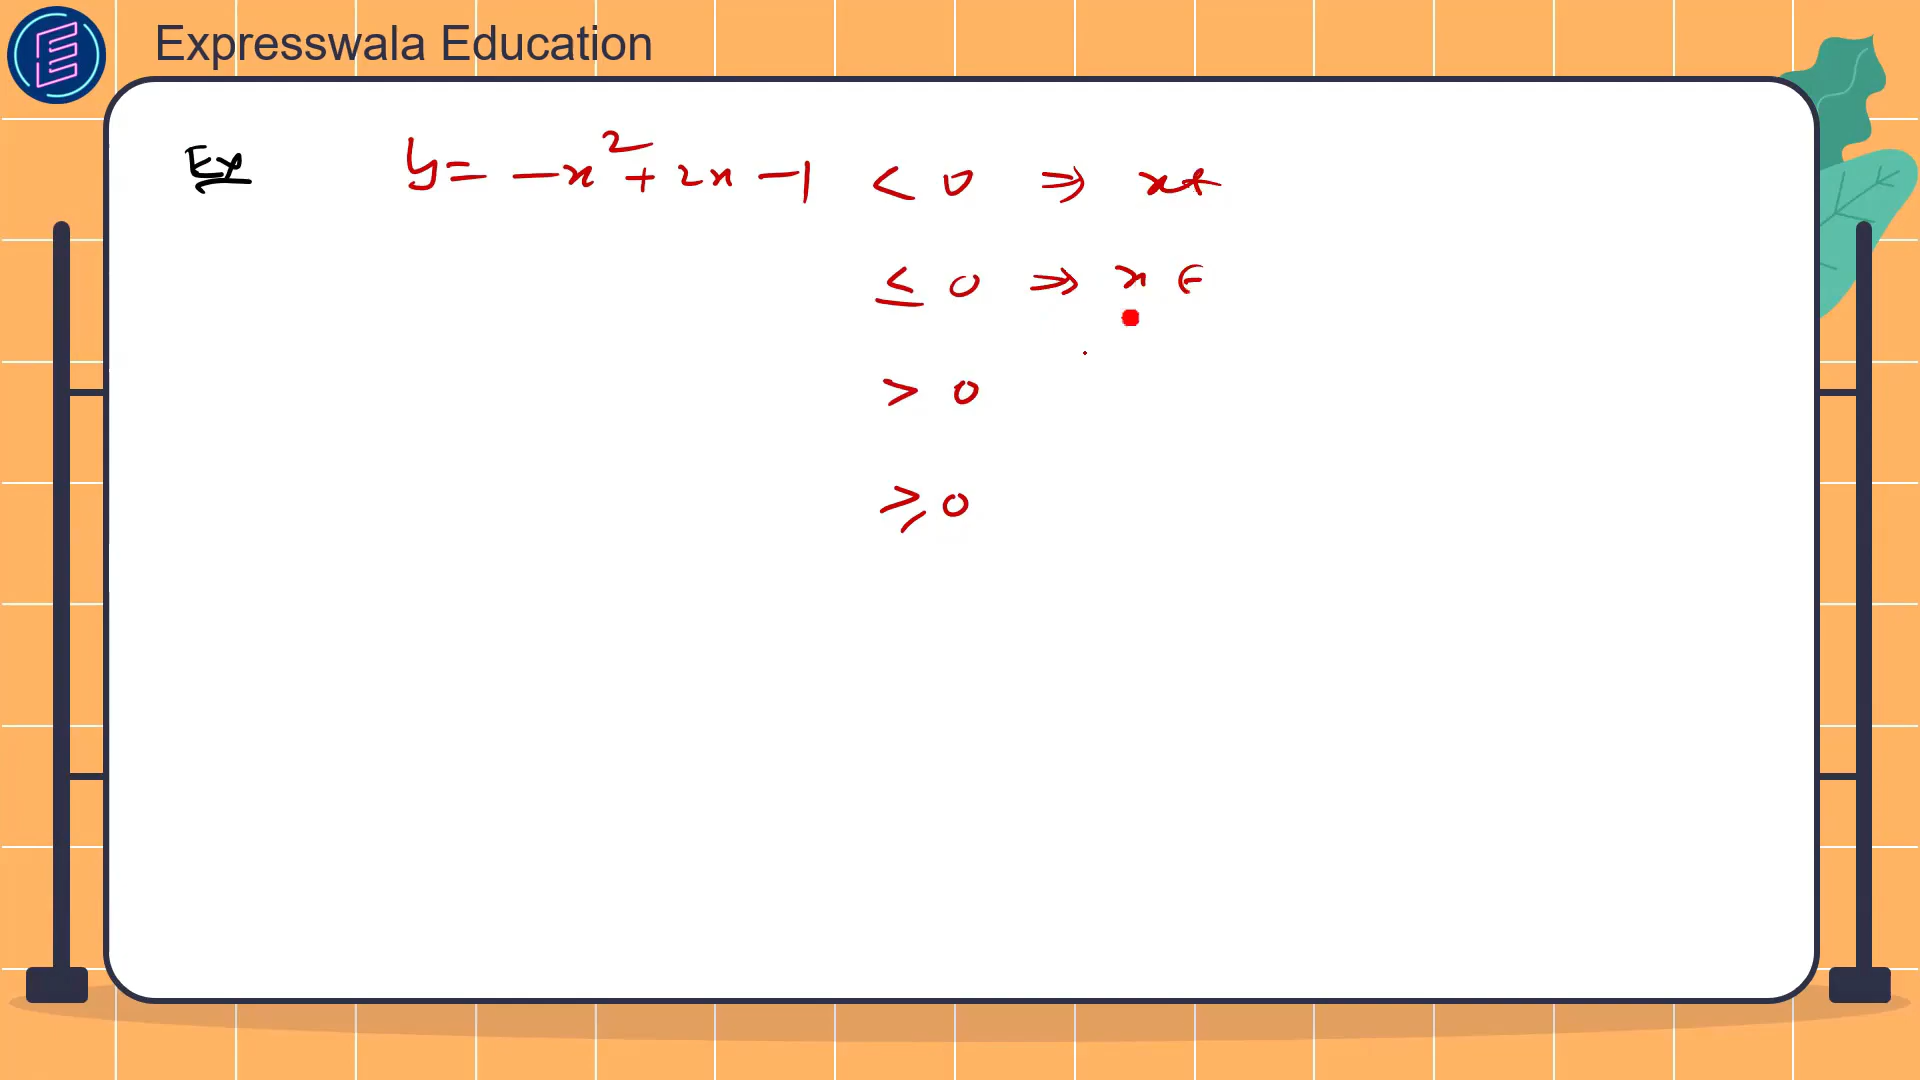 Expresswala Education
Ex y = -x² + 2x - 1 < 0 ⇒ x
≤ 0 ⇒ x ∈
> 0
≥ 0